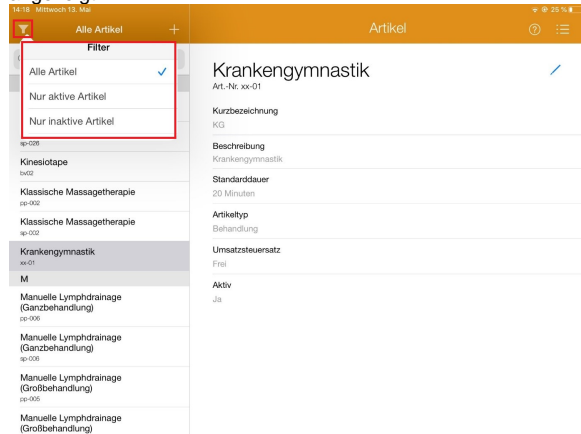 14:18 Mittwoch 13. Mai
25 %
Alle Artikel
+
Artikel
Filter
Alle Artikel
Nur aktive Artikel
Nur inaktive Artikel
sp-026
Kinesiotape
bv02
Klassische Massagetherapie
pp-002
Klassische Massagetherapie
sp-002
Krankengymnastik
xx-01
M
Manuelle Lymphdrainage
(Ganzbehandlung)
pp-006
Manuelle Lymphdrainage
(Ganzbehandlung)
sp-006
Manuelle Lymphdrainage
(Großbehandlung)
pp-005
Manuelle Lymphdrainage
(Großbehandlung)
Krankengymnastik
Art.-Nr. xx-01
Kurzbezeichnung
KG
Beschreibung
Krankengymnastik
Standarddauer
20 Minuten
Artikeltyp
Behandlung
Umsatzsteuersatz
Frei
Aktiv
Ja